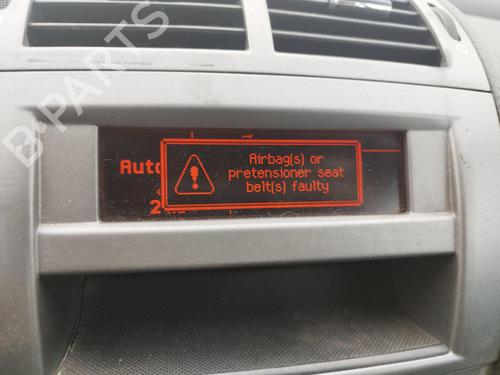 B-PARTS
Auto
Airbag(s) or
pretensioner seat
belt(s) faulty